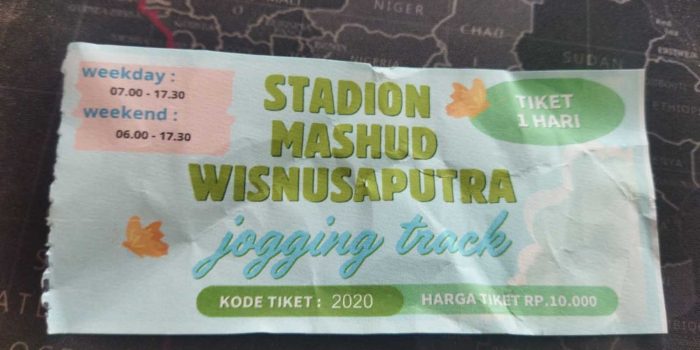 weekday :
07.00 - 17.30
weekend :
06.00 - 17.30
STADION
MASHUD
WISNUSAPUTRA
jogging track
TIKET
1 HARI
KODE TIKET : 2020
HARGA TIKET RP.10.000
NIGER
CHAD
SUDAN